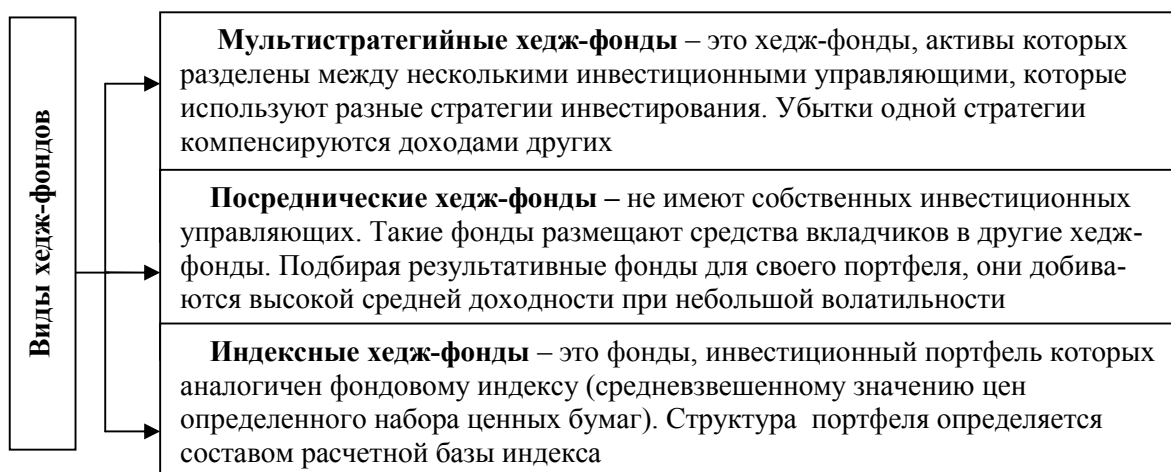 Виды хедж-фондов
Мультистратегийные хедж-фонды – это хедж-фонды, активы которых
разделены между несколькими инвестиционными управляющими, которые
используют разные стратегии инвестирования. Убытки одной стратегии
компенсируются доходами других
Посреднические хедж-фонды – не имеют собственных инвестиционных
управляющих. Такие фонды размещают средства вкладчиков в другие хедж-
фонды. Подбирая результативные фонды для своего портфеля, они добива-
ются высокой средней доходности при небольшой волатильности
Индексные хедж-фонды – это фонды, инвестиционный портфель которых
аналогичен фондовому индексу (средневзвешенному значению цен
определенного набора ценных бумаг). Структура портфеля определяется
составом расчетной базы индекса